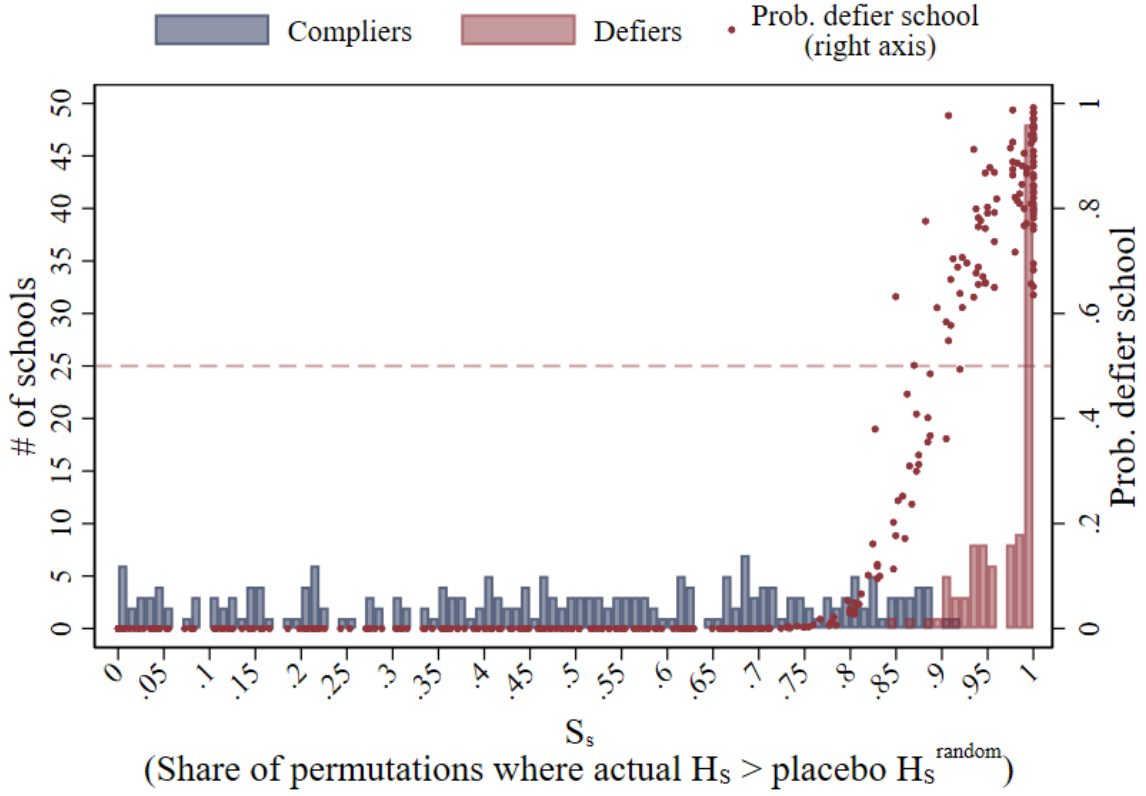 Compliers Defiers Prob. defier school
(right axis)
# of schools
50
45
40
35
30
25
20
15
10
5
0
Prob. defier school
1
.8
.6
.4
.2
0
0 .05 .1 .15 .2 .25 .3 .35 .4 .45 .5 .55 .6 .65 .7 .75 .8 .85 .9 .95 1
Ss
(Share of permutations where actual Hs > placebo Hs random)